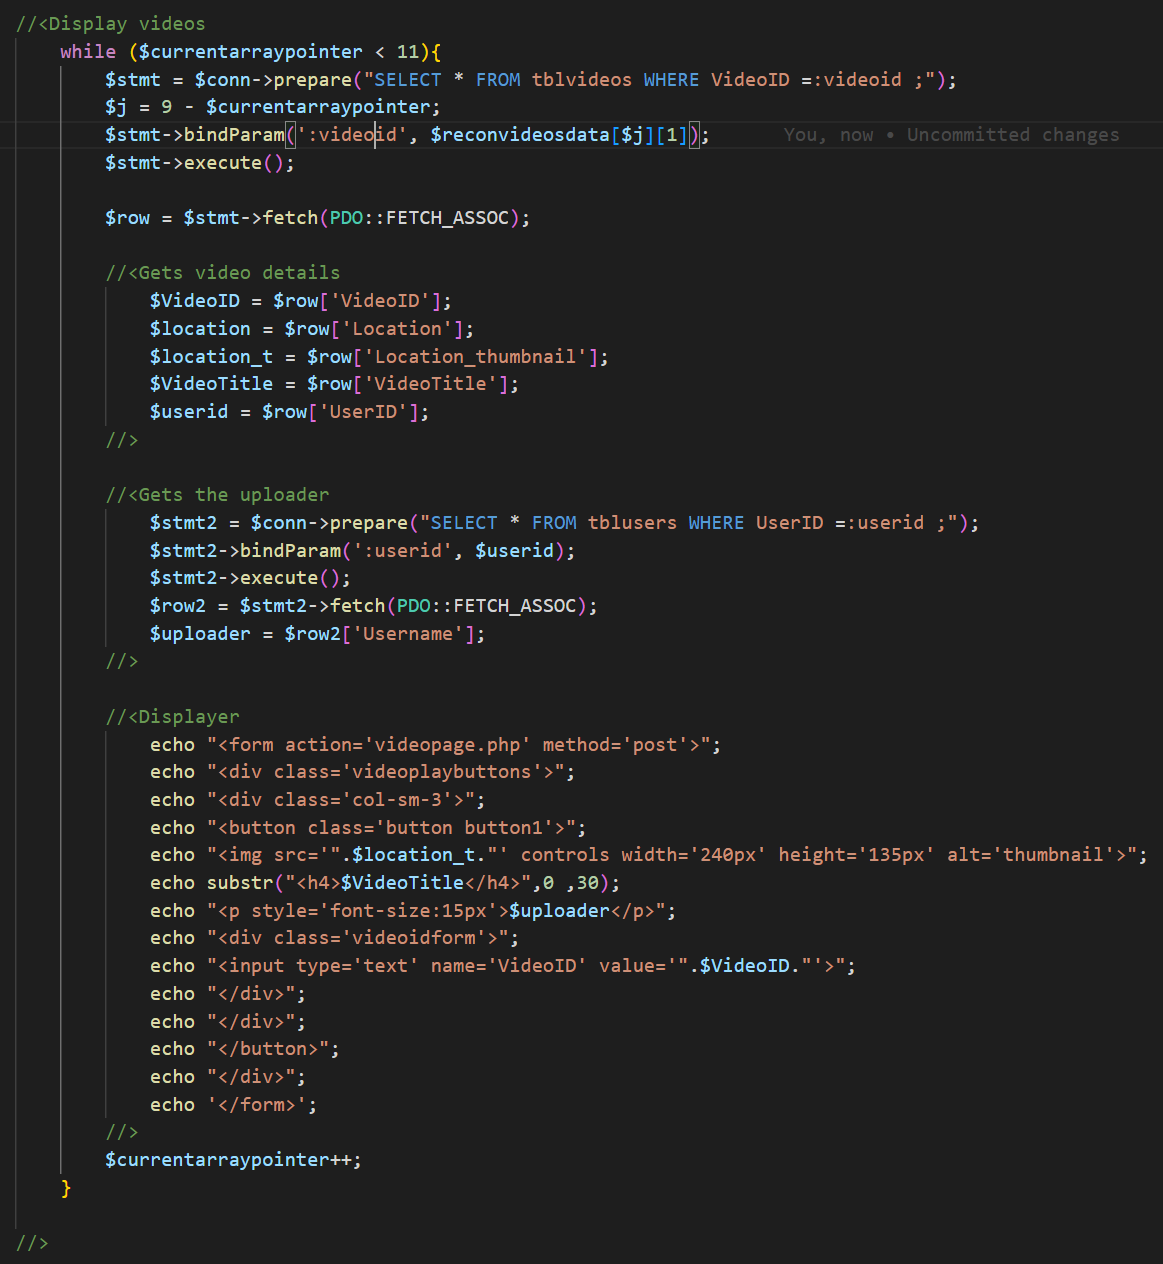 //<Display videos
while ($currentarraypointer < 11){
$stmt = $conn->prepare("SELECT * FROM tblvideos WHERE VideoID =:videoid ;");
$j = 9 - $currentarraypointer;
$stmt->bindParam(':videoid', $reconvideosdata[$j][1]); You, now • Uncommitted changes
$stmt->execute();
$row = $stmt->fetch(PDO::FETCH_ASSOC);
//<Gets video details
$VideoID = $row['VideoID'];
$location = $row['Location'];
$location_t = $row['Location_thumbnail'];
$VideoTitle = $row['VideoTitle'];
$userid = $row['UserID'];
//>
//<Gets the uploader
$stmt2 = $conn->prepare("SELECT * FROM tblusers WHERE UserID =:userid ;");
$stmt2->bindParam(':userid', $userid);
$stmt2->execute();
$row2 = $stmt2->fetch(PDO::FETCH_ASSOC);
$uploader = $row2['Username'];
//>
//<Displayer
echo "<form action='videopage.php' method='post'>";
echo "<div class='videoplaybuttons'>";
echo "<div class='col-sm-3'>";
echo "<button class='button button1'>";
echo "<img src='".$location_t."' controls width='240px' height='135px' alt='thumbnail'>";
echo substr("<h4>$VideoTitle</h4>",0 ,30);
echo "<p style='font-size:15px'>$uploader</p>";
echo "<div class='videoidform'>";
echo "<input type='text' name='VideoID' value='".$VideoID."'>";
echo "</div>";
echo "</div>";
echo "</button>";
echo "</div>";
echo '</form>';
//>
$currentarraypointer++;
}
//>